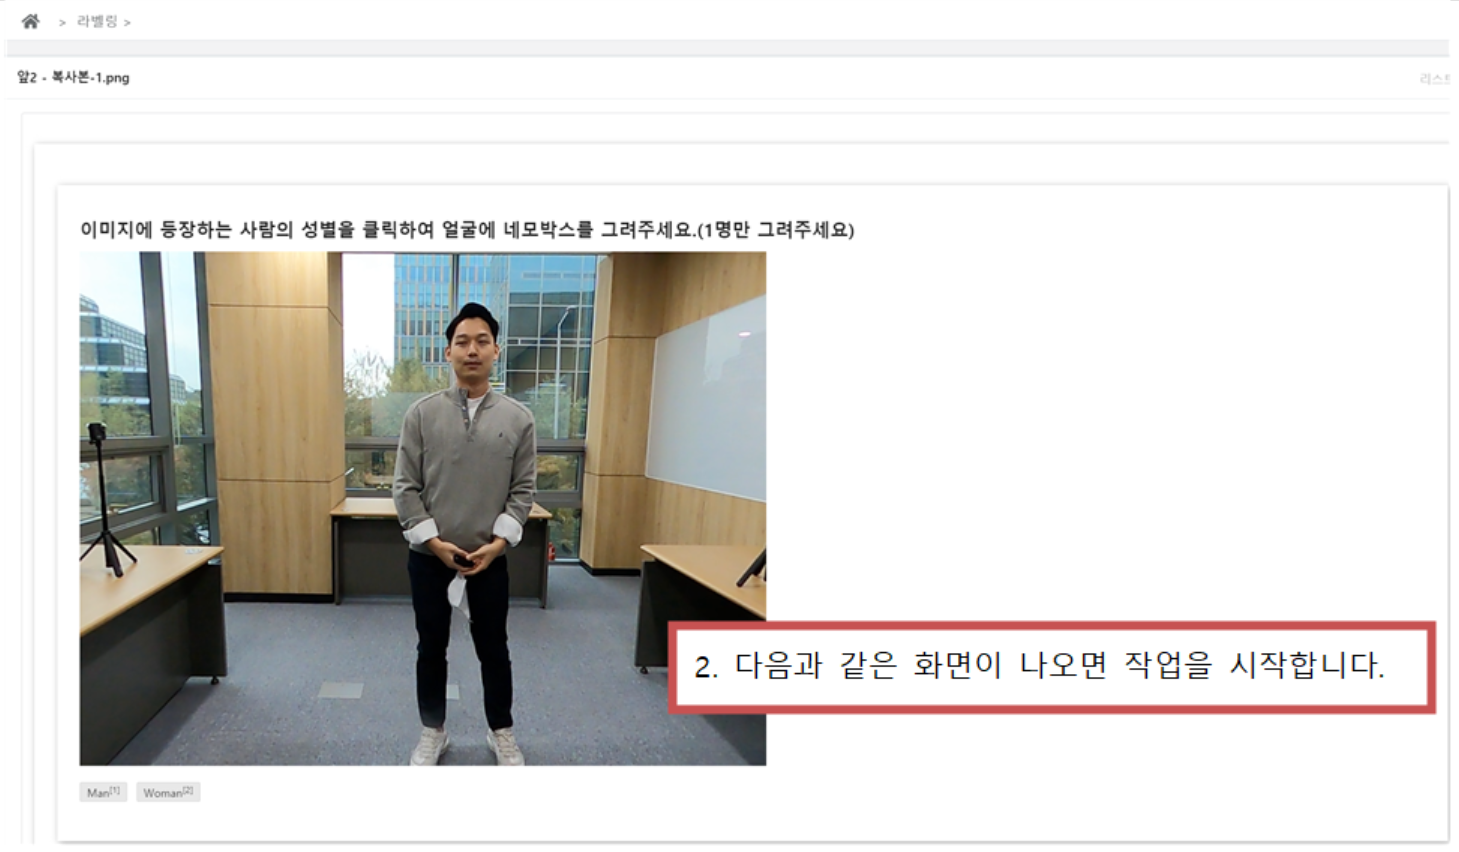 > 라벨링 >
앞2 - 복사본-1.png
리스트
이미지에 등장하는 사람의 성별을 클릭하여 얼굴에 네모박스를 그려주세요.(1명만 그려주세요)
2. 다음과 같은 화면이 나오면 작업을 시작합니다.
Man[1] Woman[2]